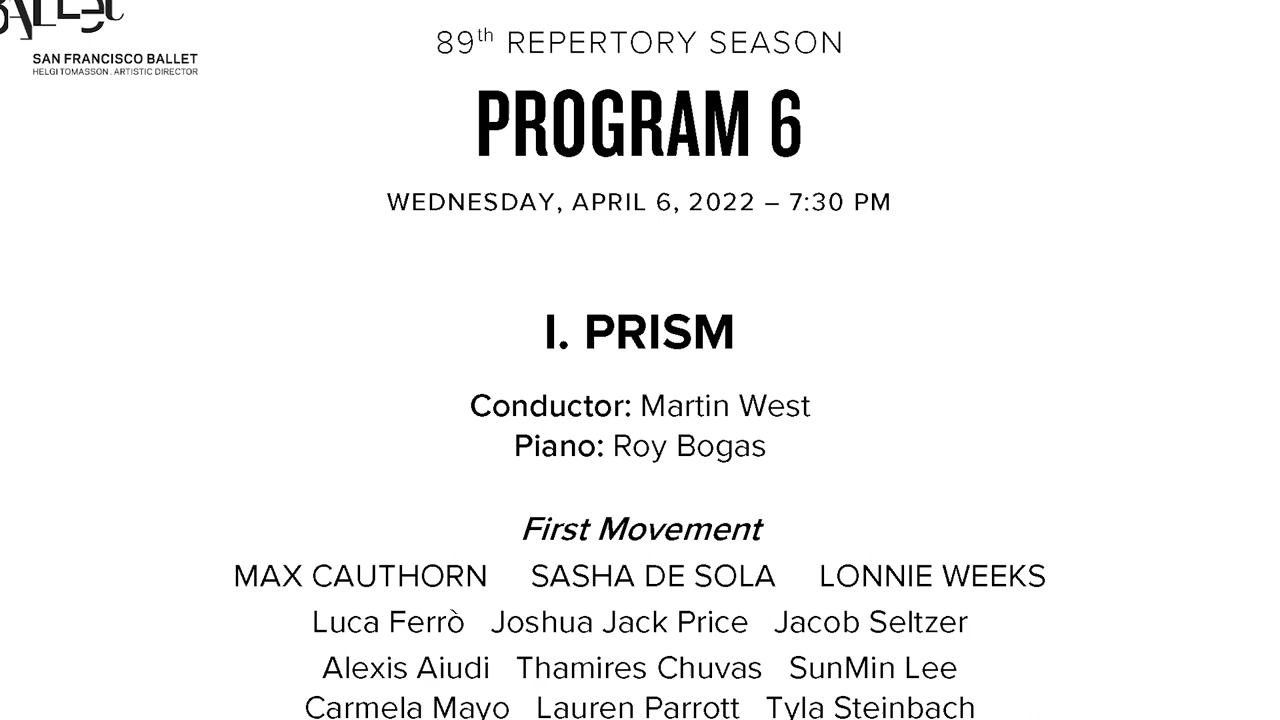 BALLET
SAN FRANCISCO BALLET
HELGI TOMASSON, ARTISTIC DIRECTOR
89th REPERTORY SEASON
PROGRAM 6
WEDNESDAY, APRIL 6, 2022 – 7:30 PM
I. PRISM
Conductor: Martin West
Piano: Roy Bogas
First Movement
MAX CAUTHORN SASHA DE SOLA LONNIE WEEKS
Luca Ferrò Joshua Jack Price Jacob Seltzer
Alexis Aiudi Thamires Chuvas SunMin Lee
Carmela Mayo Lauren Parrott Tyla Steinbach